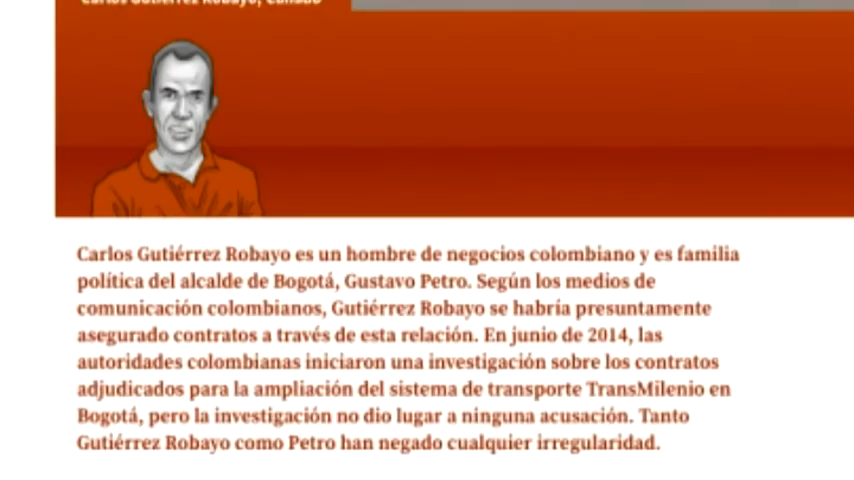 Carlos Gutiérrez Robayo,
Carlos Gutiérrez Robayo es un hombre de negocios colombiano y es familia
política del alcalde de Bogotá, Gustavo Petro. Según los medios de
comunicación colombianos, Gutiérrez Robayo se habría presuntamente
asegurado contratos a través de esta relación. En junio de 2014, las
autoridades colombianas iniciaron una investigación sobre los contratos
adjudicados para la ampliación del sistema de transporte TransMilenio en
Bogotá, pero la investigación no dio lugar a ninguna acusación. Tanto
Gutiérrez Robayo como Petro han negado cualquier irregularidad.